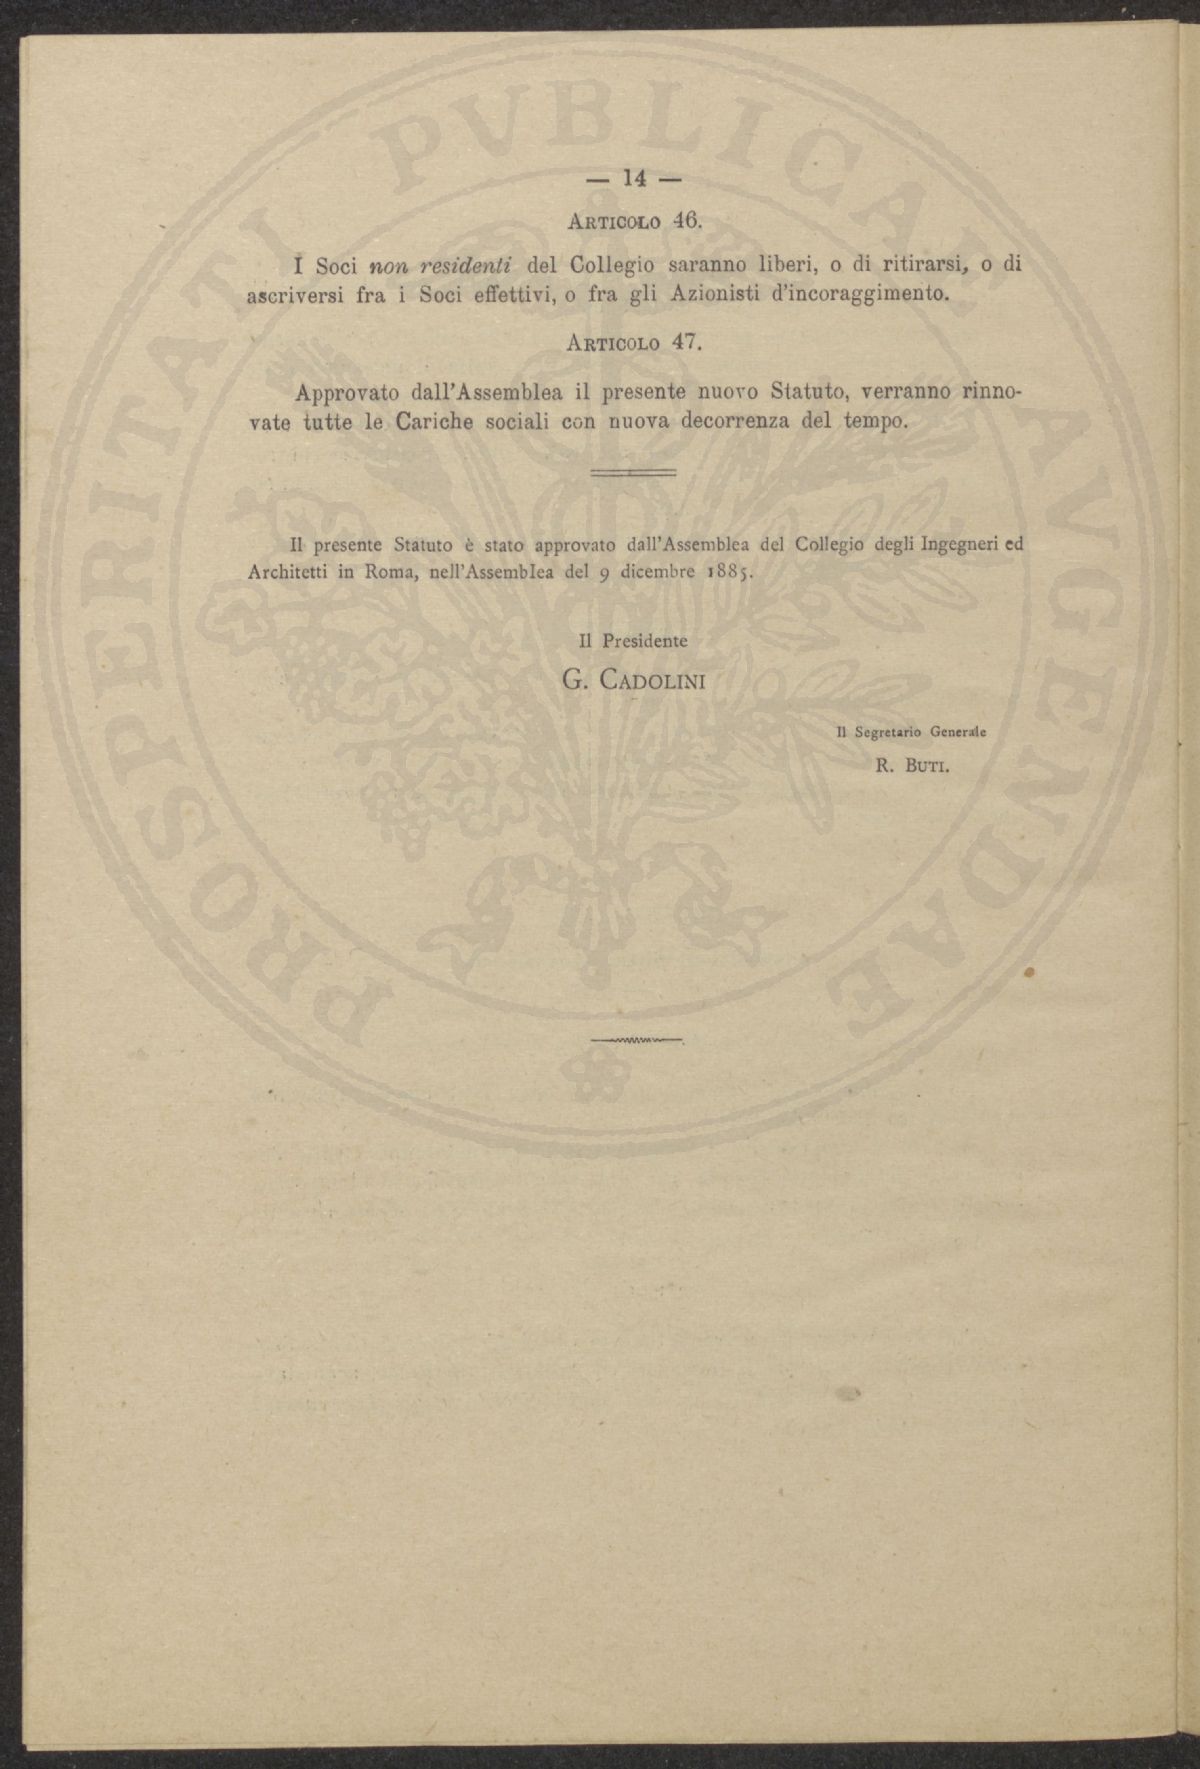 — 14 —
ARTICOLO 46.
I Soci non residenti del Collegio saranno liberi, o di ritirarsi, o di
ascriversi fra i Soci effettivi, o fra gli Azionisti d'incoraggimento.
ARTICOLO 47.
Approvato dall'Assemblea il presente nuovo Statuto, verranno rinno-
vate tutte le Cariche sociali con nuova decorrenza del tempo.
Il presente Statuto è stato approvato dall'Assemblea del Collegio degli Ingegneri ed
Architetti in Roma, nell'Assemblea del 9 dicembre 1885.
Il Presidente
G. CADOLINI
Il Segretario Generale
R. BUTI.
PROSPERITATI PVBLICAE AVGENDAE